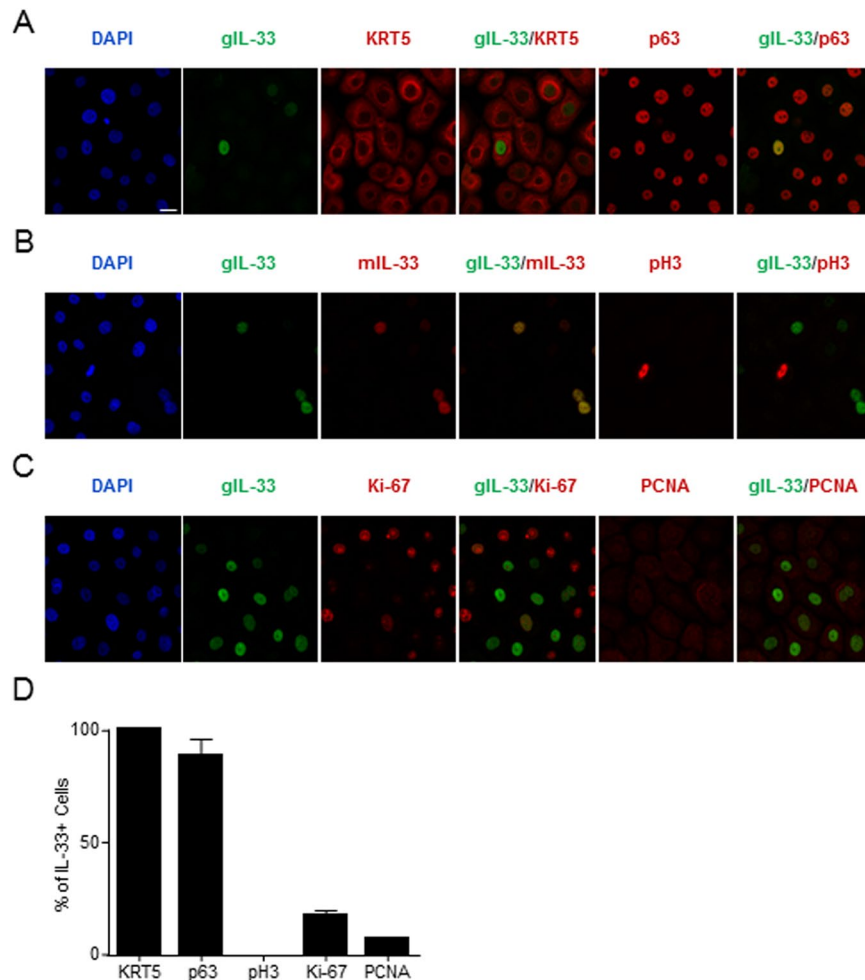 A
DAPI gIL-33 KRT5 gIL-33/KRT5 p63 gIL-33/p63
B
DAPI gIL-33 mIL-33 gIL-33/mIL-33 pH3 gIL-33/pH3
C
DAPI gIL-33 Ki-67 gIL-33/Ki-67 PCNA gIL-33/PCNA
D
% of IL-33+ Cells
100
50
0
KRT5 p63 pH3 Ki-67 PCNA